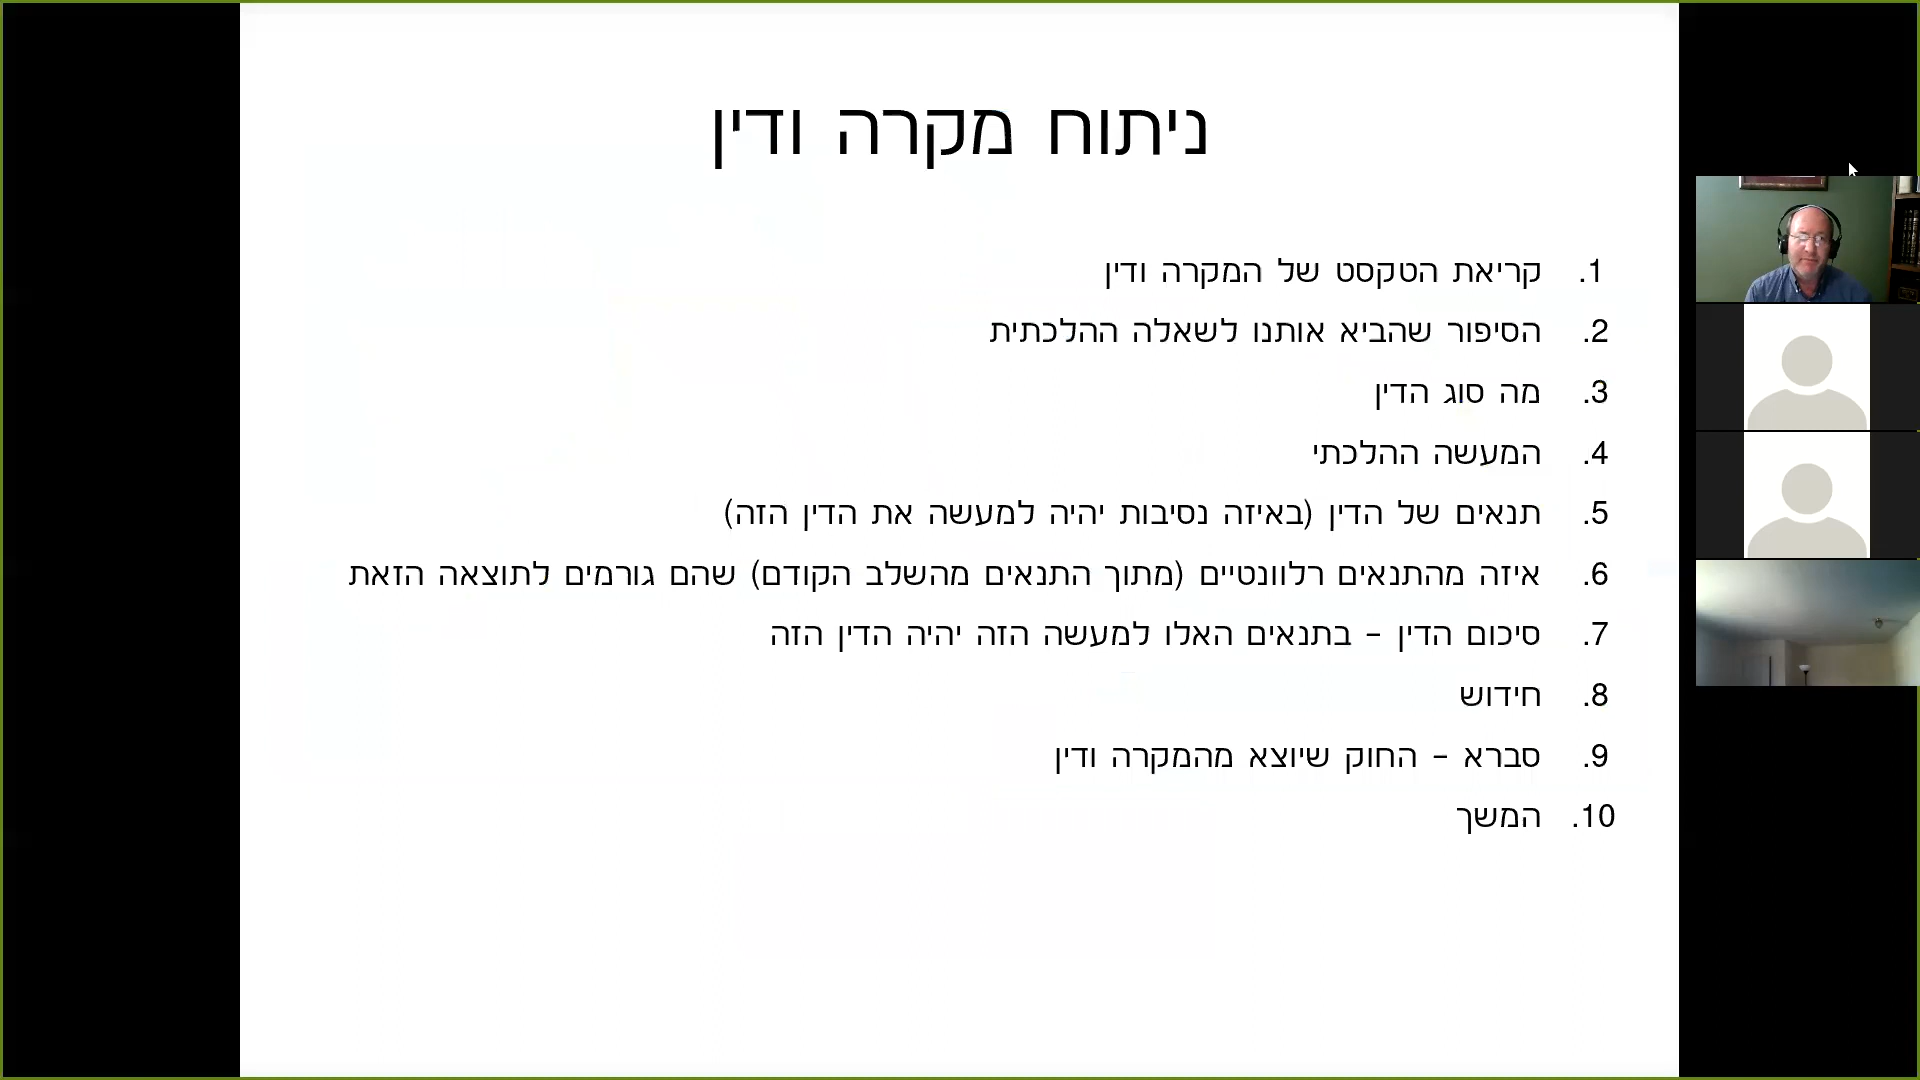 ניתוח מקרה ודין
1. קריאת הטקסט של המקרה ודין
2. הסיפור שהביא אותנו לשאלה ההלכתית
3. מה סוג הדין
4. המעשה ההלכתי
5. תנאים של הדין (באיזה נסיבות יהיה למעשה את הדין הזה)
6. איזה מהתנאים רלוונטיים (מתוך התנאים מהשלב הקודם) שהם גורמים לתוצאה הזאת
7. סיכום הדין – בתנאים האלו למעשה הזה יהיה הדין הזה
8. חידוש
9. סברא – החוק שיוצא מהמקרה ודין
10. המשך